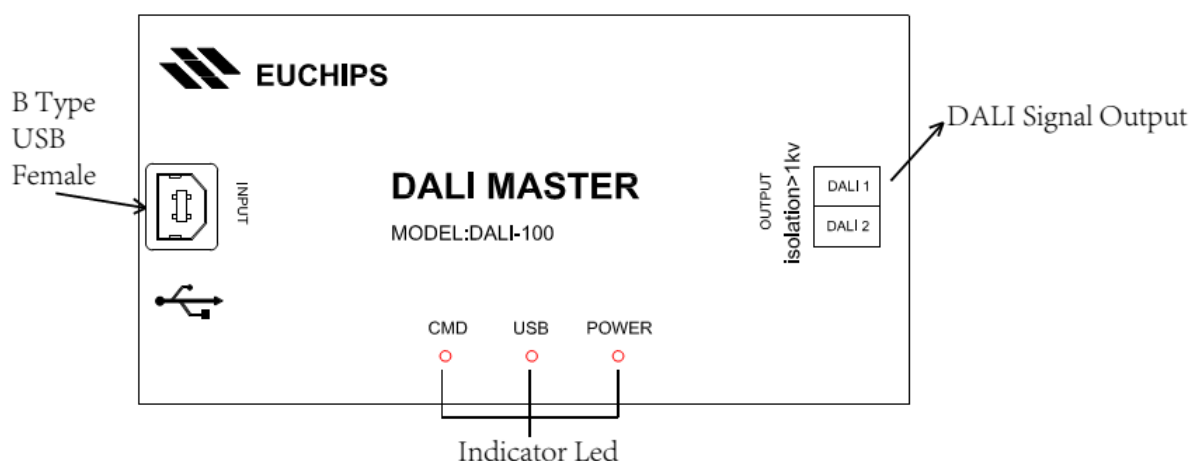 EUCHIPS
B Type
USB
Female
INPUT
DALI MASTER
MODEL:DALI-100
OUTPUT
isolation>1kv
DALI 1
DALI 2
DALI Signal Output
CMD USB POWER
Indicator Led